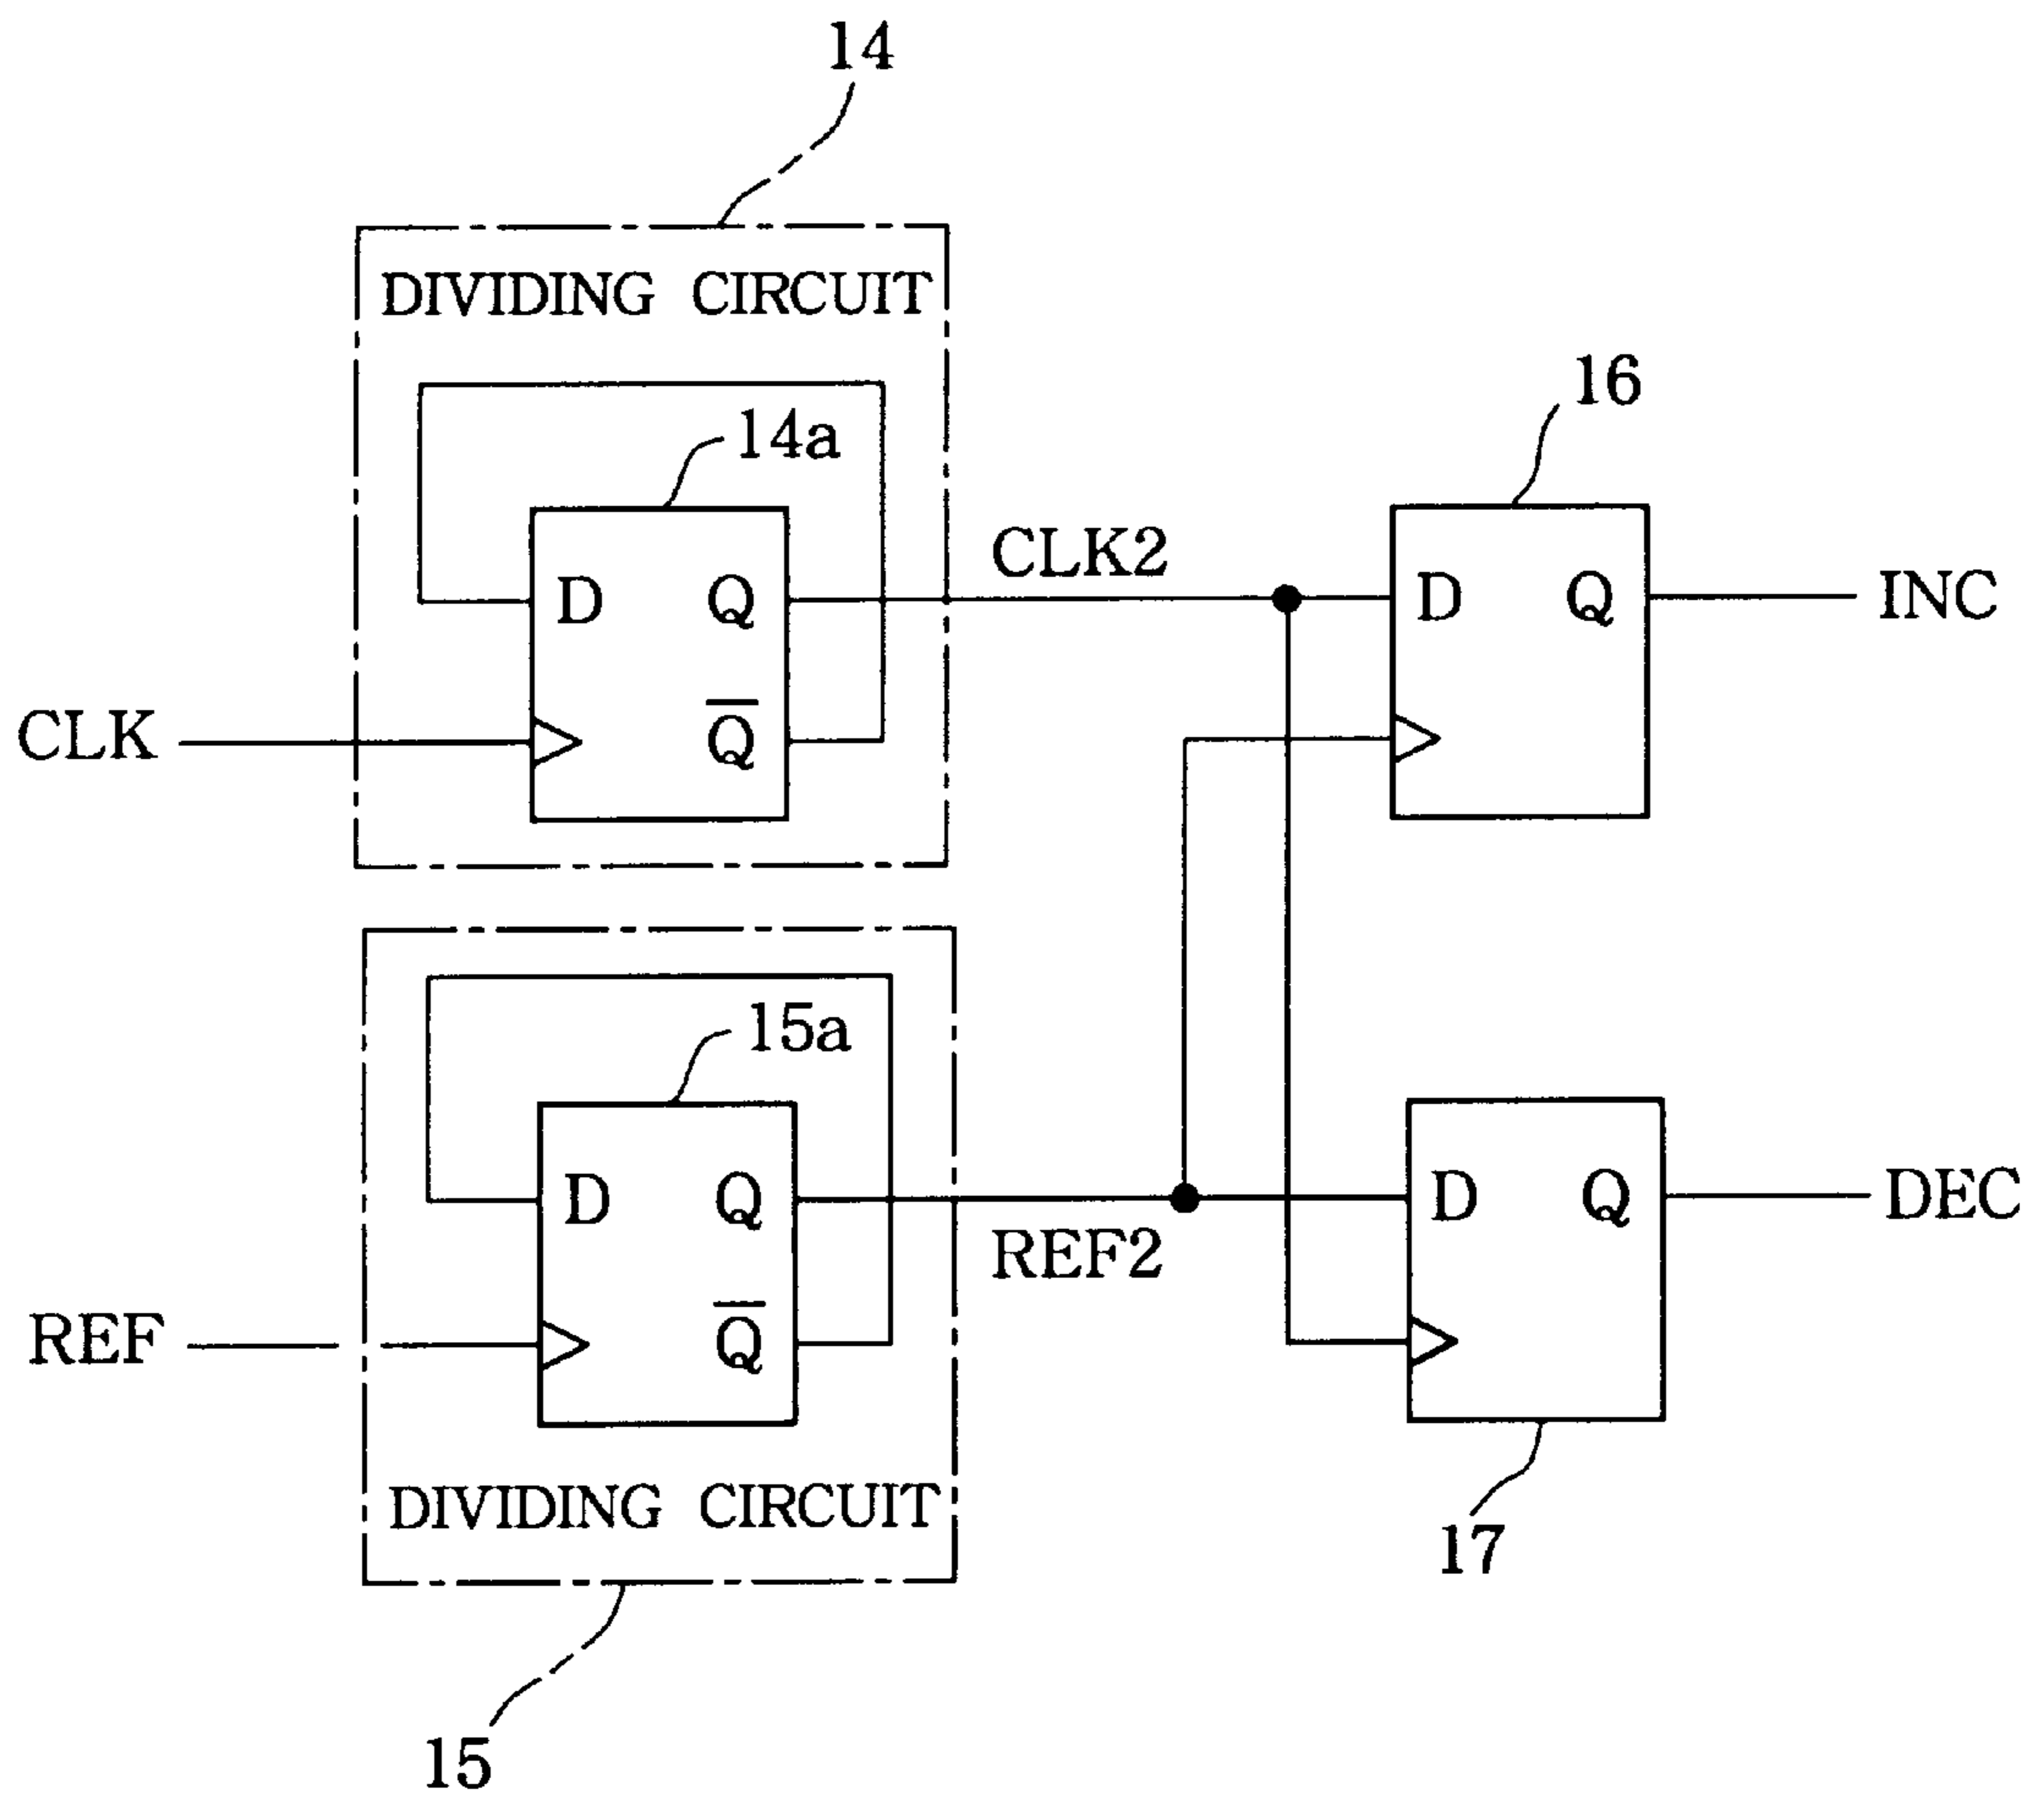 14
DIVIDING CIRCUIT
14a
16
CLK2
D Q
D Q
INC
CLK
Q̅
15a
D Q
D Q
DEC
REF2
REF
Q̅
DIVIDING CIRCUIT
17
15